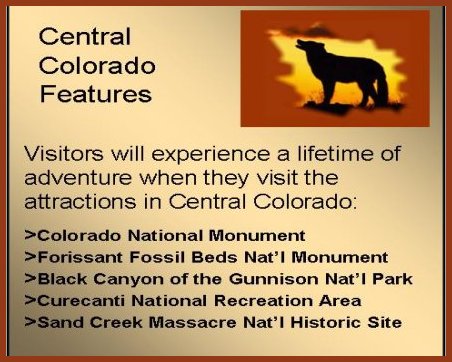 Central
Colorado
Features
Visitors will experience a lifetime of
adventure when they visit the
attractions in Central Colorado:
>Colorado National Monument
>Forissant Fossil Beds Nat'l Monument
>Black Canyon of the Gunnison Nat'l Park
>Curecanti National Recreation Area
>Sand Creek Massacre Nat'l Historic Site